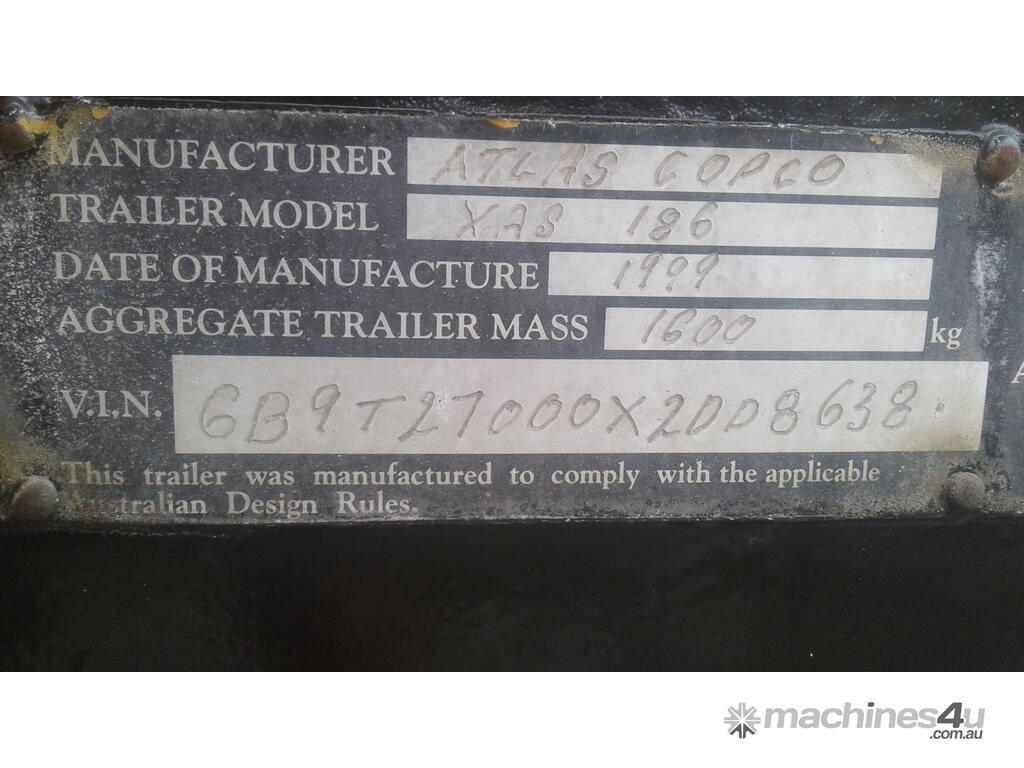 MANUFACTURER ATLAS COPCO
TRAILER MODEL XAS 186
DATE OF MANUFACTURE 1999
AGGREGATE TRAILER MASS 1600 kg
V.I.N. 6B9T27000X2DD8638
This trailer was manufactured to comply with the applicable
Australian Design Rules.
machines4u
.com.au